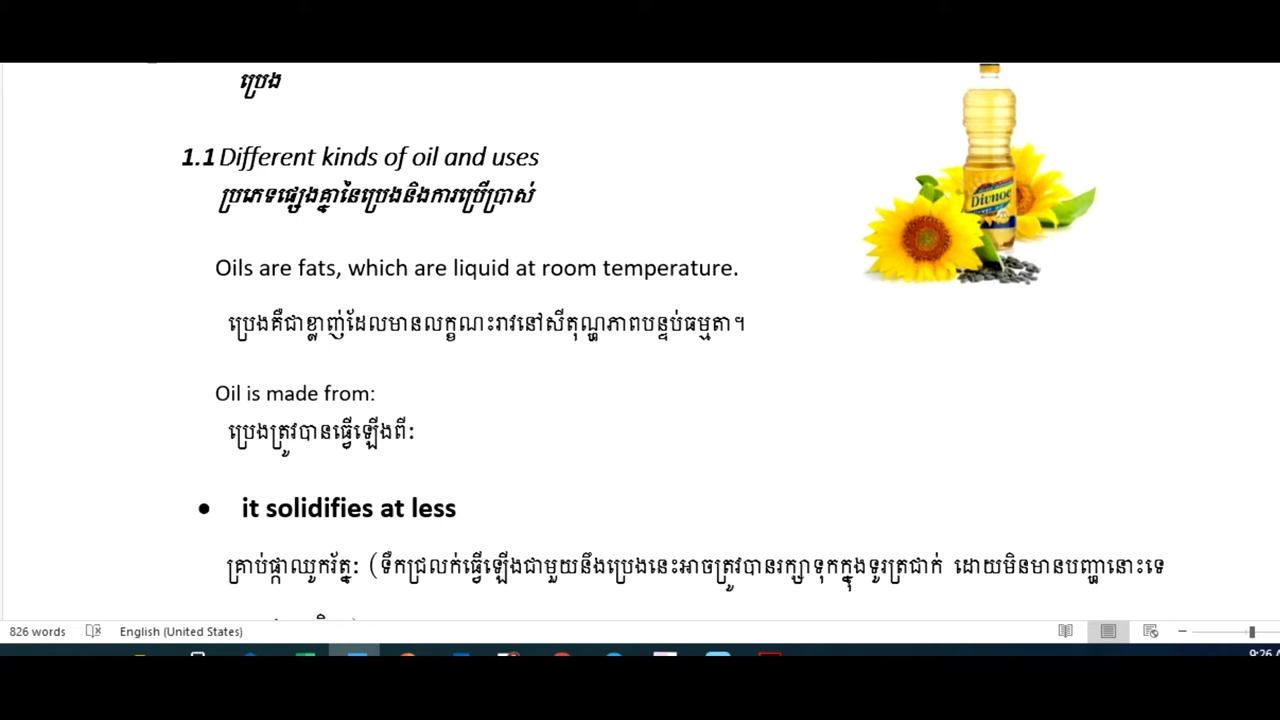 ប្រេង
1.1 Different kinds of oil and uses
ប្រភេទផ្សេងគ្នានៃប្រេងនិងការប្រើប្រាស់
Divnoe
Oils are fats, which are liquid at room temperature.
ប្រេងគឺជាខ្លាញ់ដែលមានលក្ខណះរាវនៅសីតុណ្ហភាពបន្ទប់ធម្មតា។
Oil is made from:
ប្រេងត្រូវបានធ្វើឡើងពី:
• it solidifies at less
គ្រាប់ផ្កាឈូករ័ត្ន: (ទឹកជ្រលក់ធ្វើឡើងជាមួយនឹងប្រេងនេះអាចត្រូវបានរក្សាទុកក្នុងទូរត្រជាក់ ដោយមិនមានបញ្ហានោះទេ
826 words English (United States)
9:26